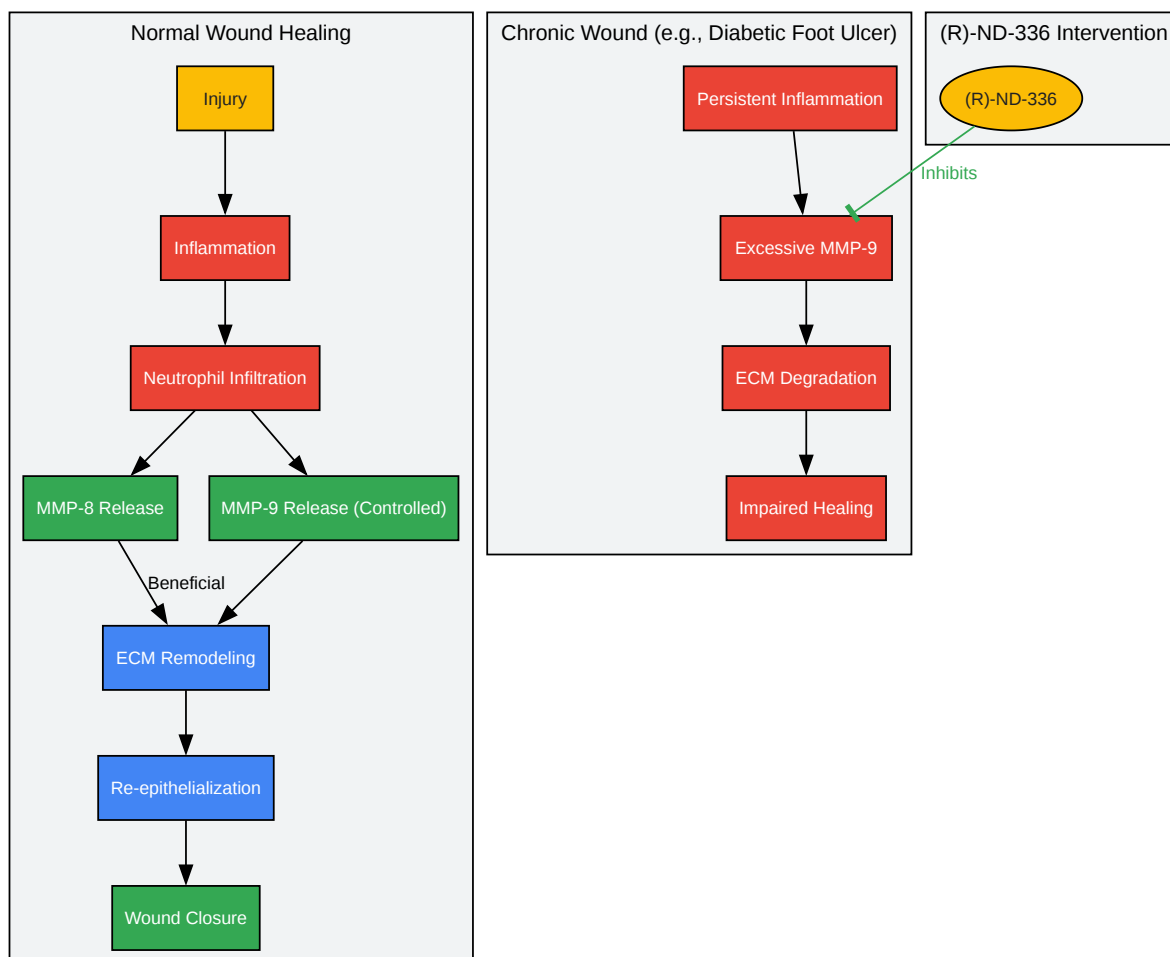 Normal Wound Healing
Injury
Inflammation
Neutrophil Infiltration
MMP-8 Release
MMP-9 Release (Controlled)
Beneficial
ECM Remodeling
Re-epithelialization
Wound Closure
Chronic Wound (e.g., Diabetic Foot Ulcer)
Persistent Inflammation
Excessive MMP-9
ECM Degradation
Impaired Healing
(R)-ND-336 Intervention
(R)-ND-336
Inhibits